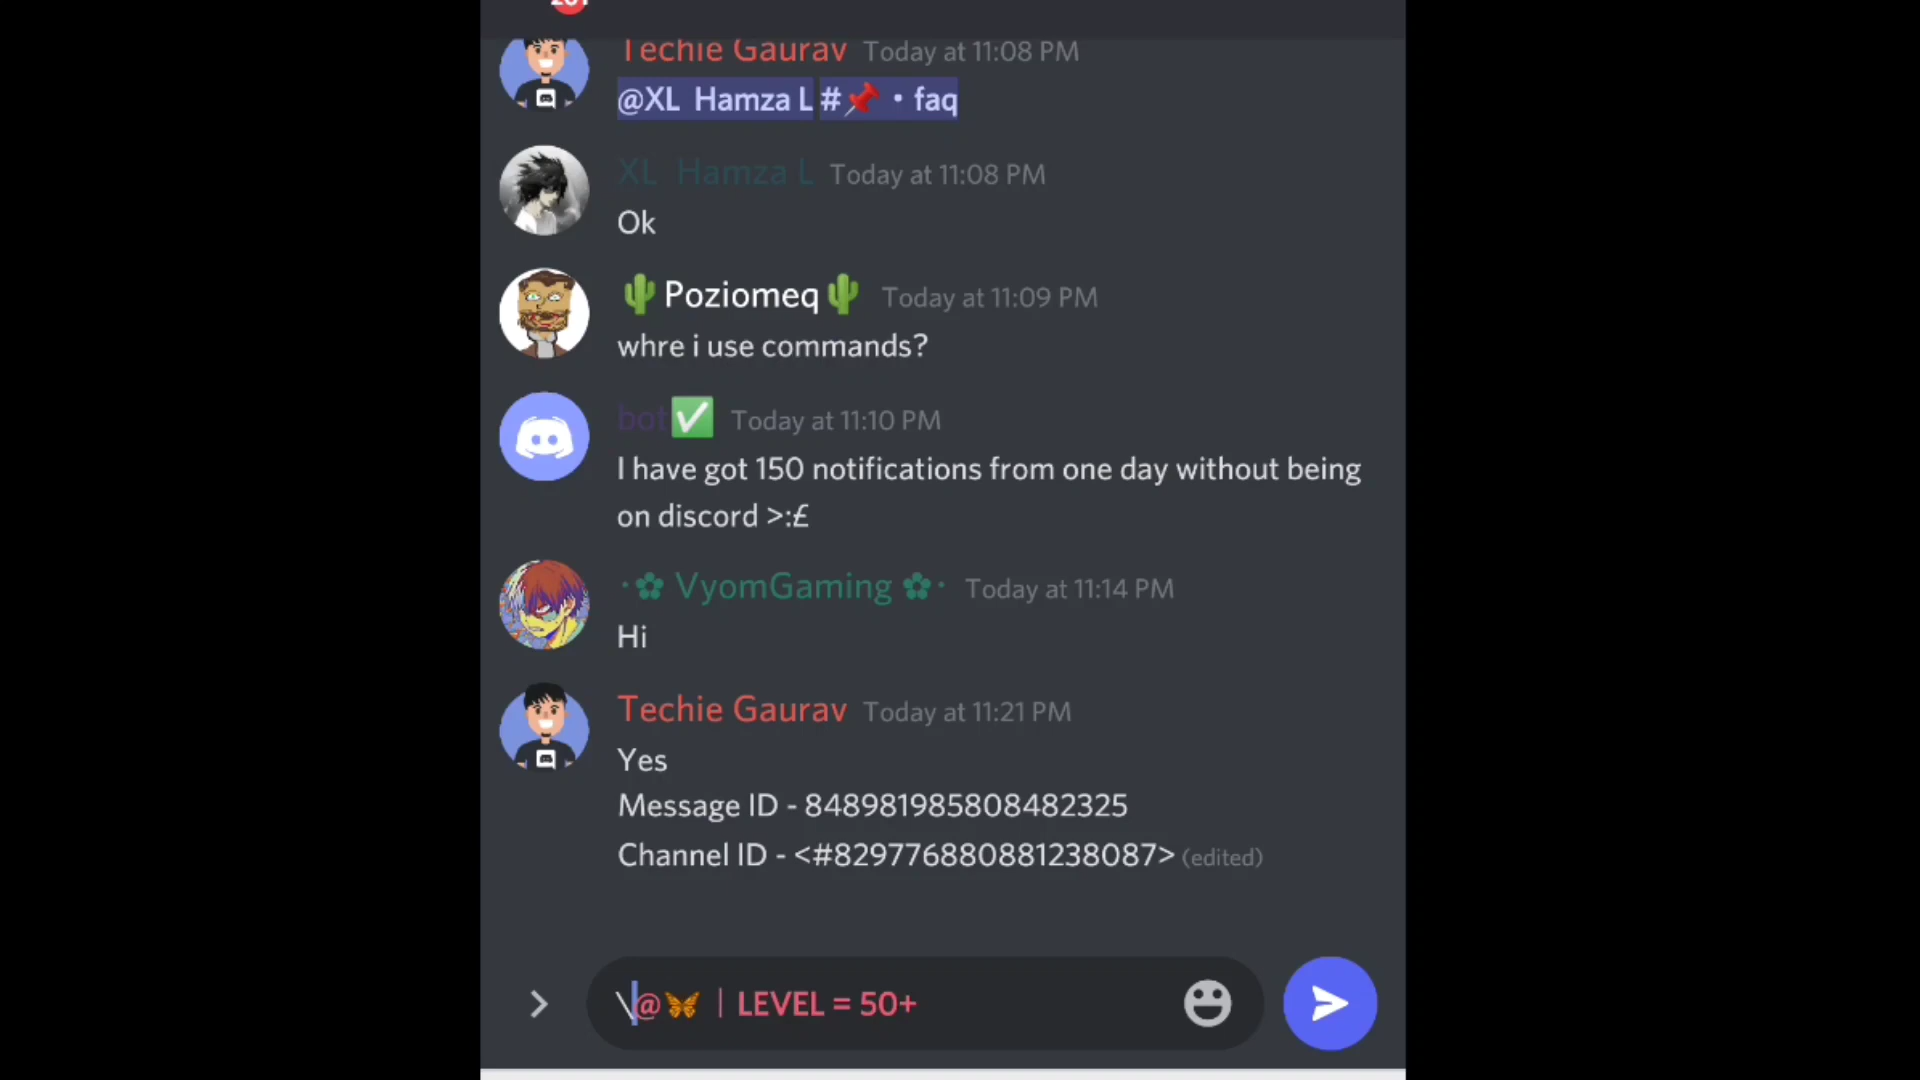 Techie Gaurav Today at 11:08 PM
@XL Hamza L #📌・faq
XL Hamza L Today at 11:08 PM
Ok
🌵Poziomeq🌵 Today at 11:09 PM
whre i use commands?
bot✅ Today at 11:10 PM
I have got 150 notifications from one day without being
on discord >:£
·✿ VyomGaming ✿· Today at 11:14 PM
Hi
Techie Gaurav Today at 11:21 PM
Yes
Message ID - 848981985808482325
Channel ID - <#829776880881238087> (edited)
\@🦋 | LEVEL = 50+